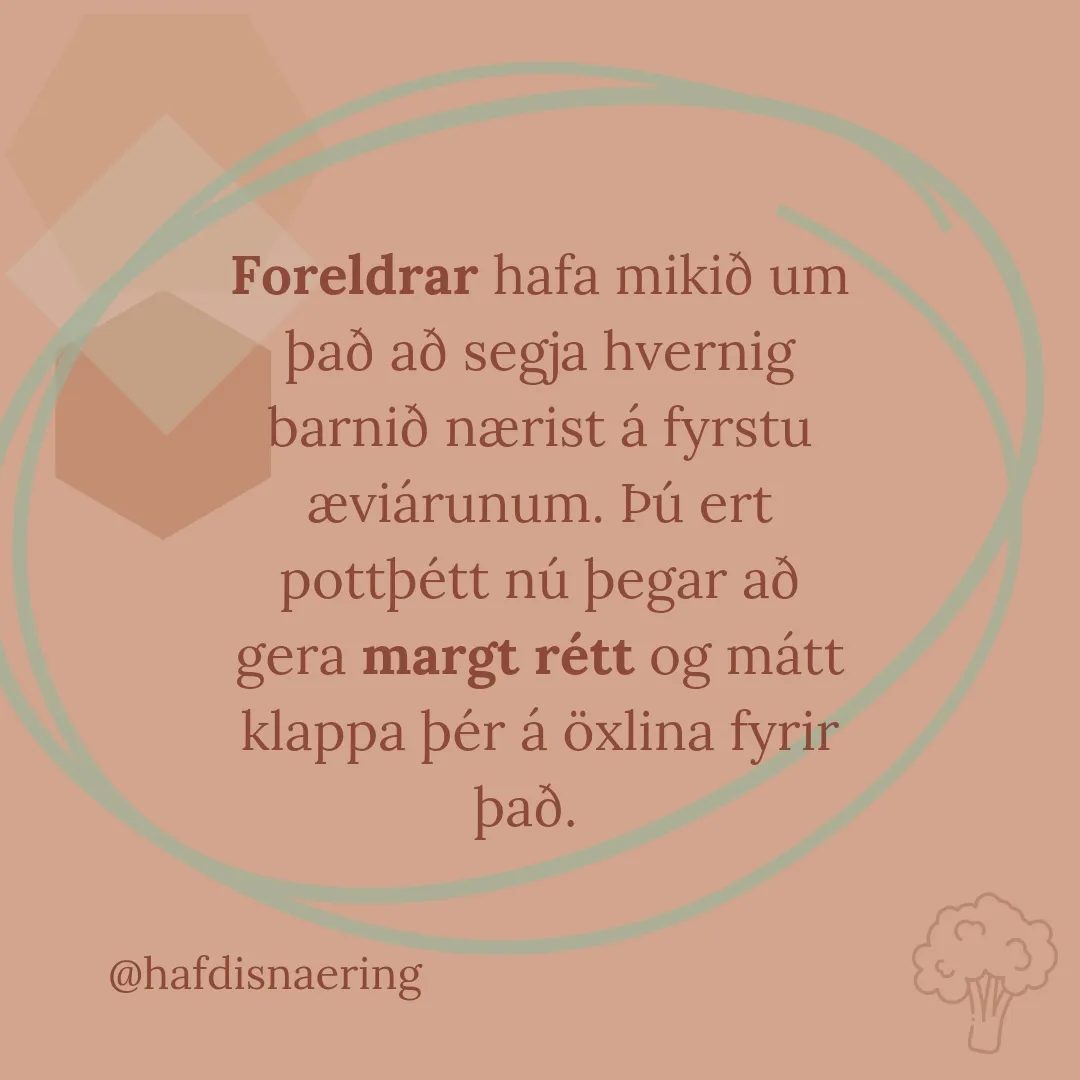 Foreldrar hafa mikið um
það að segja hvernig
barnið nærist á fyrstu
æviárunum. Þú ert
pottþétt nú þegar að
gera margt rétt og mátt
klappa þér á öxlina fyrir
það.
@hafdisnaering